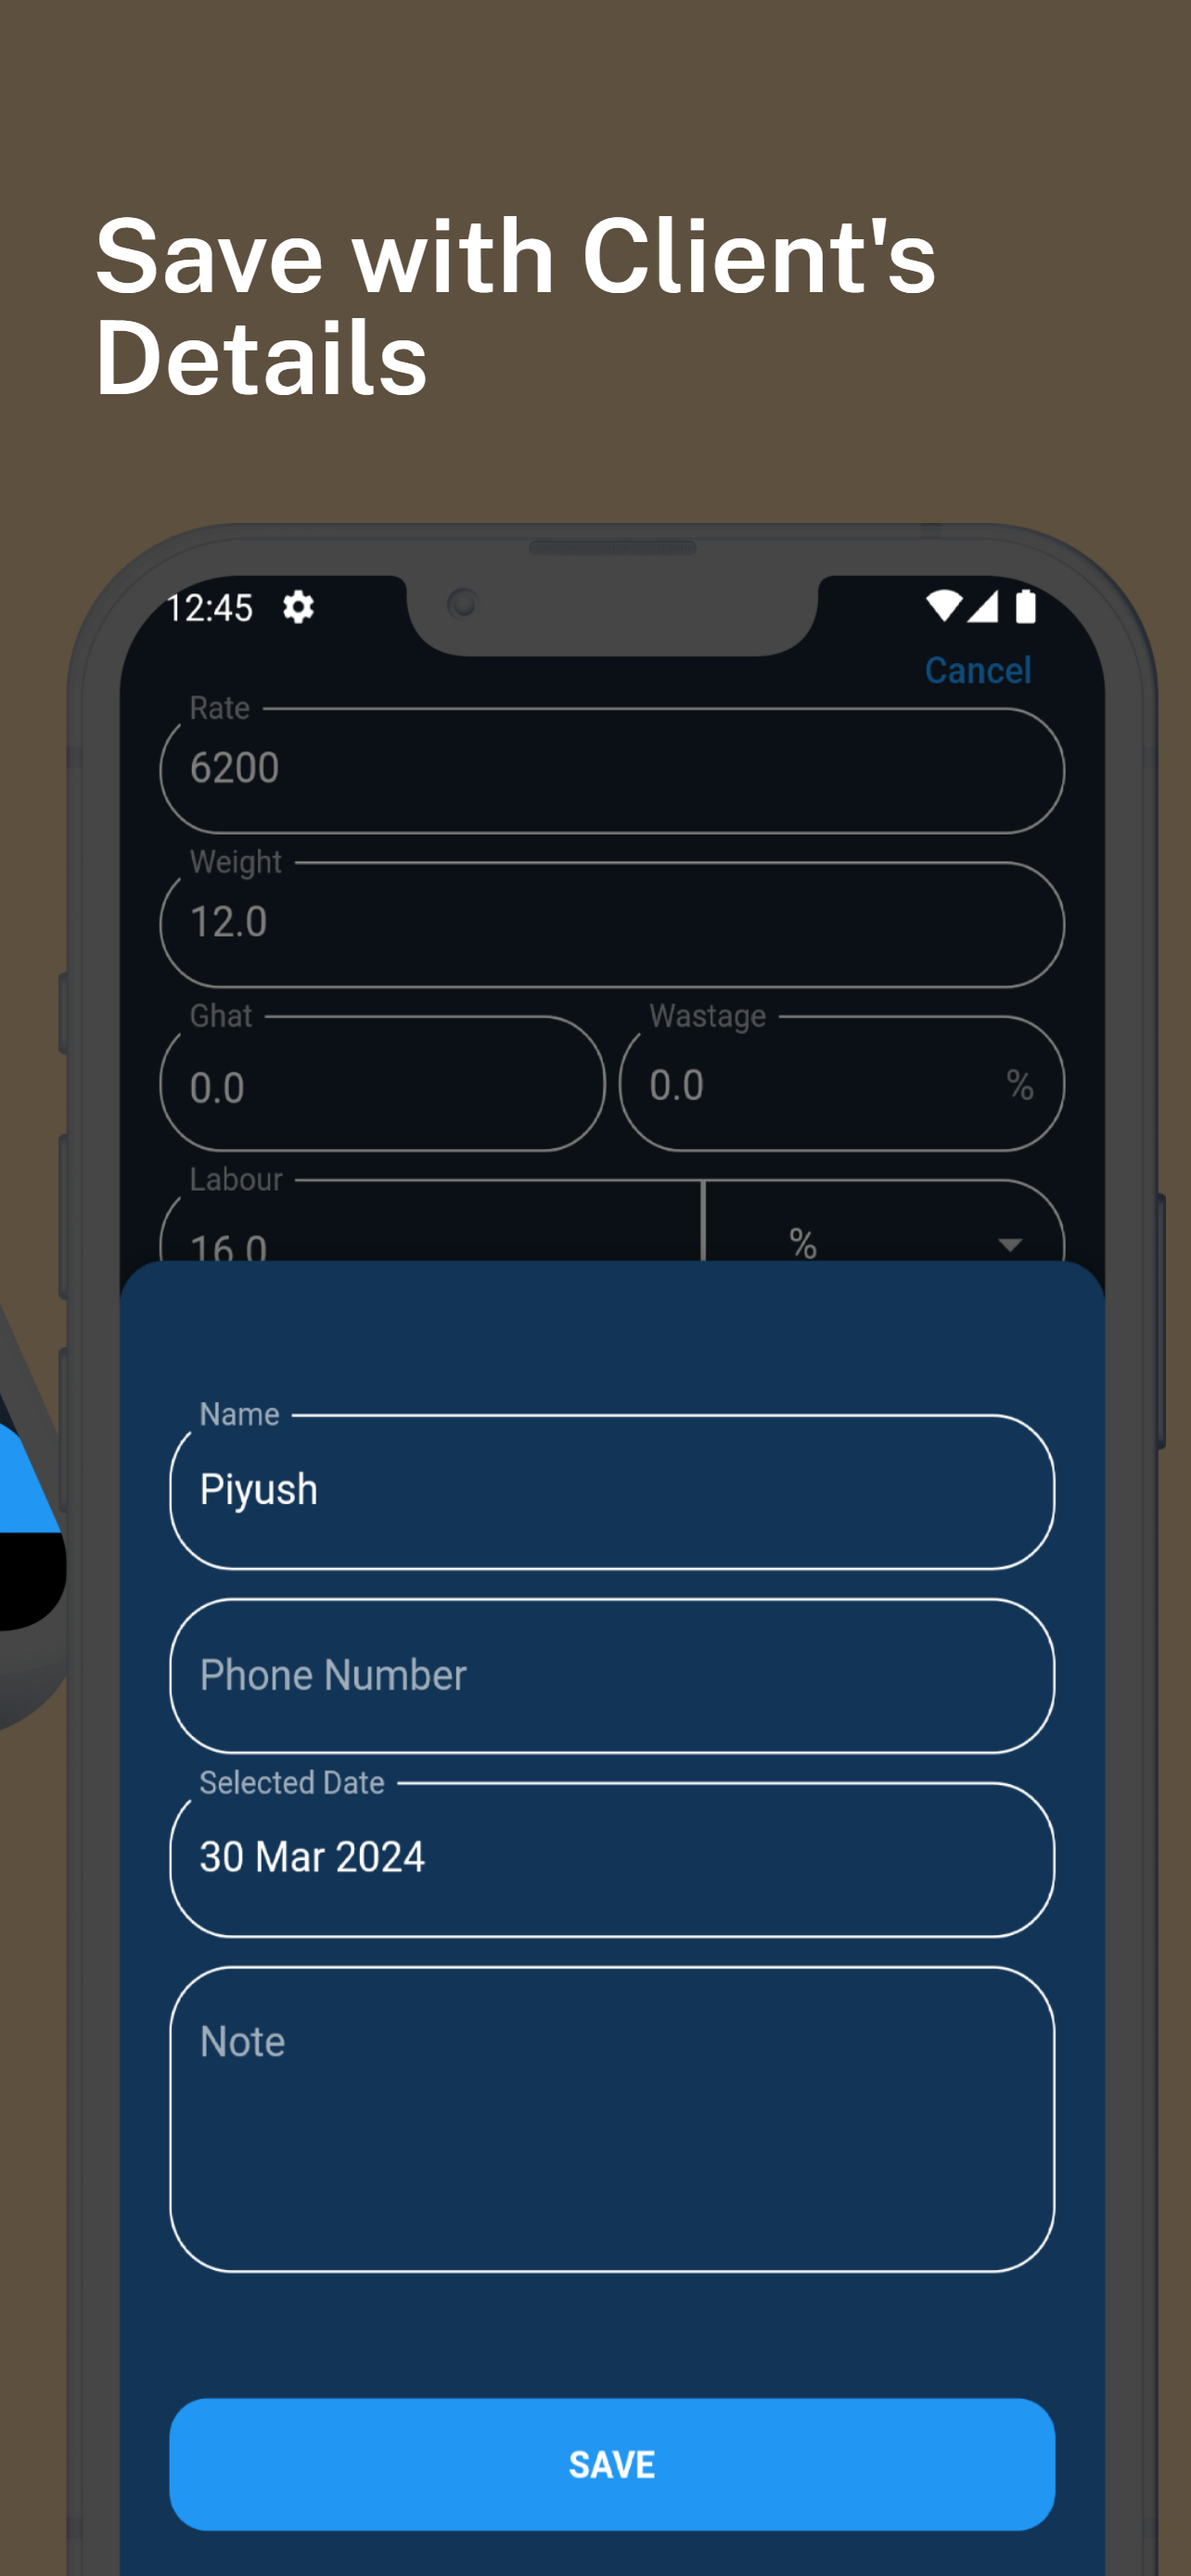 Save with Client's
Details
12:45
Cancel
Rate
6200
Weight
12.0
Ghat
Wastage
0.0
0.0 %
Labour
16.0 %
Name
Piyush
Phone Number
Selected Date
30 Mar 2024
Note
SAVE